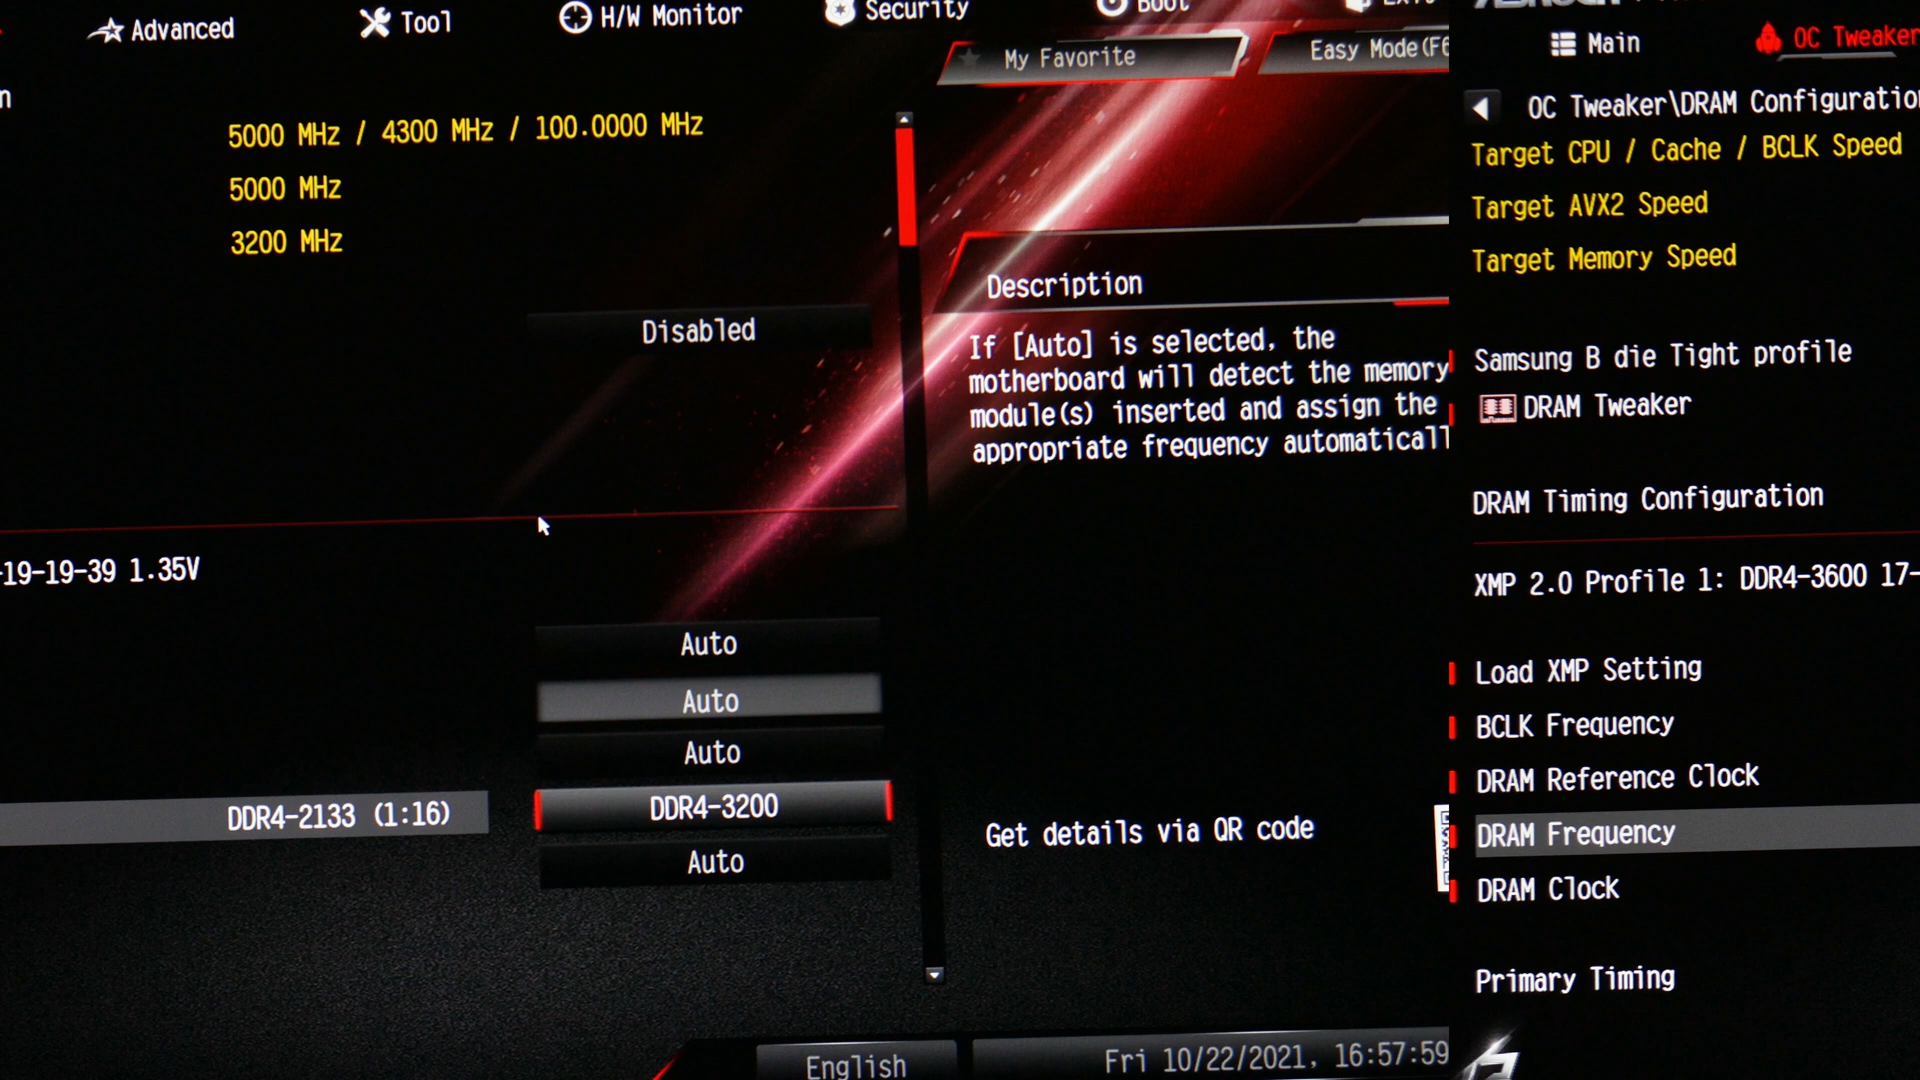 Advanced
Tool
H/W Monitor
Security
My Favorite
Easy Mode(F6
5000 MHz / 4300 MHz / 100.0000 MHz
5000 MHz
3200 MHz
Disabled
Description
If [Auto] is selected, the
motherboard will detect the memory
module(s) inserted and assign the
appropriate frequency automaticall
-19-19-39 1.35V
Auto
Auto
Auto
DDR4-2133 (1:16)
DDR4-3200
Auto
Get details via QR code
English
Fri 10/22/2021, 16:57:59
Main
OC Tweaker
OC Tweaker\DRAM Configuration
Target CPU / Cache / BCLK Speed
Target AVX2 Speed
Target Memory Speed
Samsung B die Tight profile
DRAM Tweaker
DRAM Timing Configuration
XMP 2.0 Profile 1: DDR4-3600 17-
Load XMP Setting
BCLK Frequency
DRAM Reference Clock
DRAM Frequency
DRAM Clock
Primary Timing